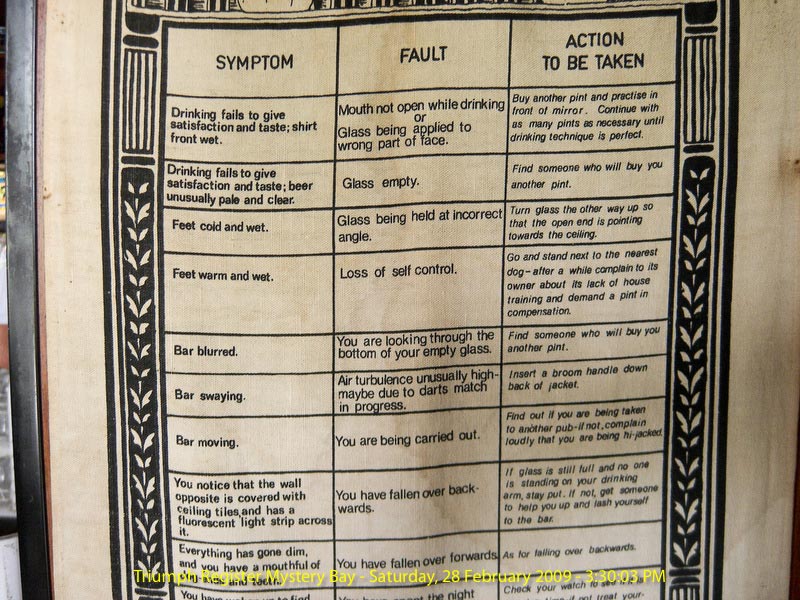 SYMPTOM
FAULT
ACTION
TO BE TAKEN
Drinking fails to give
satisfaction and taste; shirt
front wet.
Mouth not open while drinking
or
Glass being applied to
wrong part of face.
Buy another pint and practise in
front of mirror. Continue with
as many pints as necessary until
drinking technique is perfect.
Drinking fails to give
satisfaction and taste; beer
unusually pale and clear.
Glass empty.
Find someone who will buy you
another pint.
Feet cold and wet.
Glass being held at incorrect
angle.
Turn glass the other way up so
that the open end is pointing
towards the ceiling.
Feet warm and wet.
Loss of self control.
Go and stand next to the nearest
dog-after a while complain to its
owner about its lack of house
training and demand a pint in
compensation.
Bar blurred.
You are looking through the
bottom of your empty glass.
Find someone who will buy you
another pint.
Bar swaying.
Air turbulence unusually high-
maybe due to darts match
in progress.
Insert a broom handle down
back of jacket.
Bar moving.
You are being carried out.
Find out if you are being taken
to another pub-if not, complain
loudly that you are being hi-jacked.
You notice that the wall
opposite is covered with
ceiling tiles, and has a
fluorescent light strip across
it.
You have fallen over back-
wards.
If glass is still full and no one
is standing on your drinking
arm, stay put. If not, get someone
to help you up and lash yourself
to the bar.
Everything has gone dim,
and you have a mouthful of
You have fallen over forwards.
As for falling over backwards.
You have
the night
Check your watch to
treat your-
Triumph Register Mystery Bay - Saturday, 28 February 2009 - 3:30:03 PM